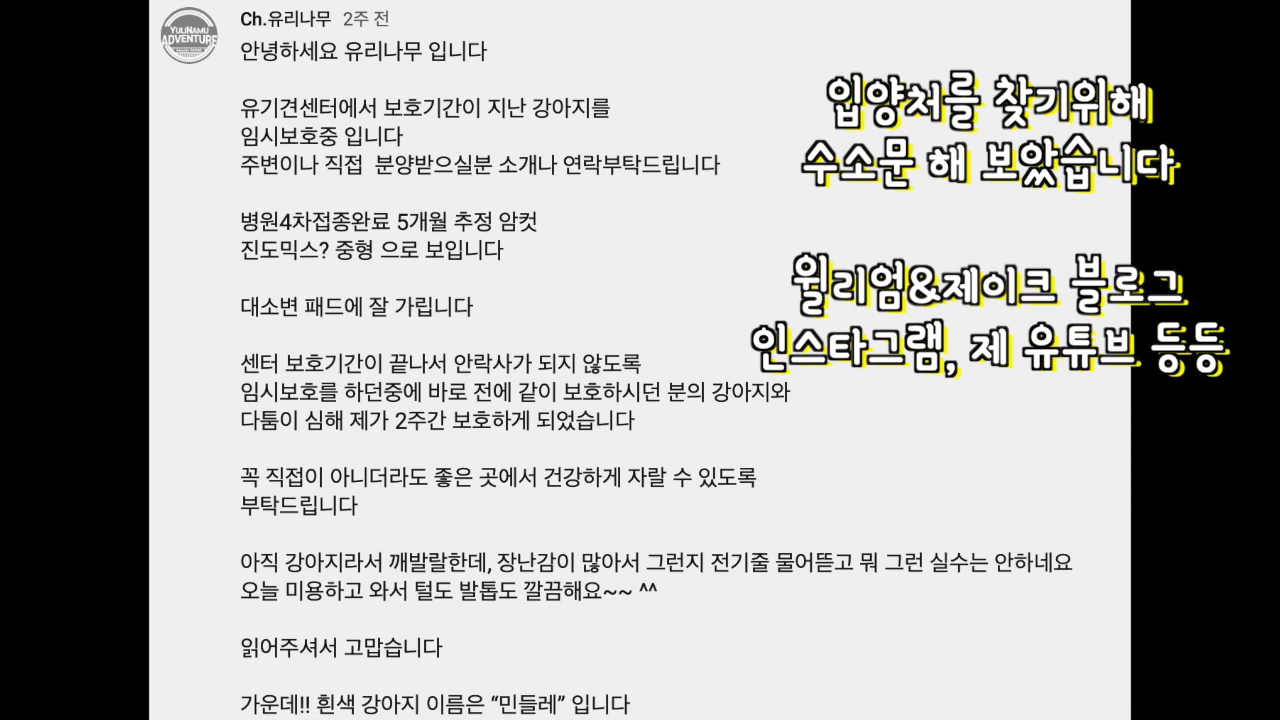 YULINAMU
ADVENTURE
Ch.유리나무 2주 전
안녕하세요 유리나무 입니다
유기견센터에서 보호기간이 지난 강아지를
임시보호중 입니다
주변이나 직접 분양받으실분 소개나 연락부탁드립니다
병원4차접종완료 5개월 추정 암컷
진도믹스? 중형 으로 보입니다
대소변 패드에 잘 가립니다
센터 보호기간이 끝나서 안락사가 되지 않도록
임시보호를 하던중에 바로 전에 같이 보호하시던 분의 강아지와
다툼이 심해 제가 2주간 보호하게 되었습니다
꼭 직접이 아니더라도 좋은 곳에서 건강하게 자랄 수 있도록
부탁드립니다
아직 강아지라서 깨발랄한데, 장난감이 많아서 그런지 전기줄 물어뜯고 뭐 그런 실수는 안하네요
오늘 미용하고 와서 털도 발톱도 깔끔해요~~ ^^
읽어주셔서 고맙습니다
가운데!! 흰색 강아지 이름은 “민들레” 입니다
입양처를 찾기위해
수소문 해 보았습니다
윌리엄&제이크 블로그
인스타그램, 제 유튜브 등등